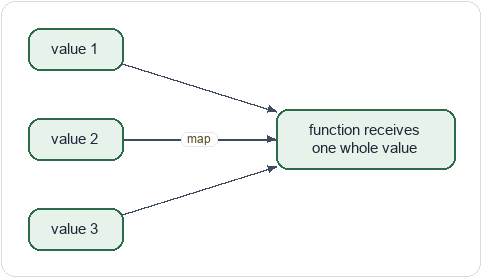 value 1
value 2
map
function receives
one whole value
value 3